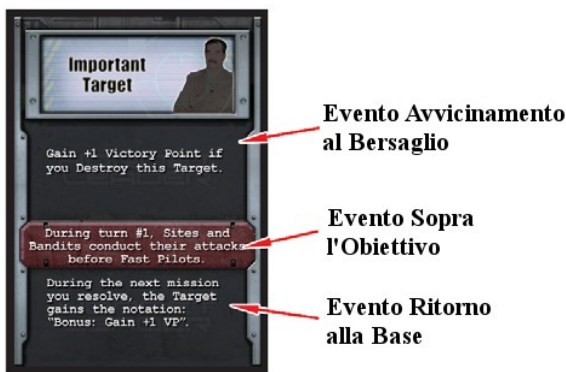 Important
Target
Gain +1 Victory Point if
you Destroy this Target.
During turn #1, Sites and
Bandits conduct their attacks
before Fast Pilots.
During the next mission
you resolve, the Target
gains the notation:
"Bonus: Gain +1 VP".
Evento Avvicinamento
al Bersaglio
Evento Sopra
l'Obiettivo
Evento Ritorno
alla Base